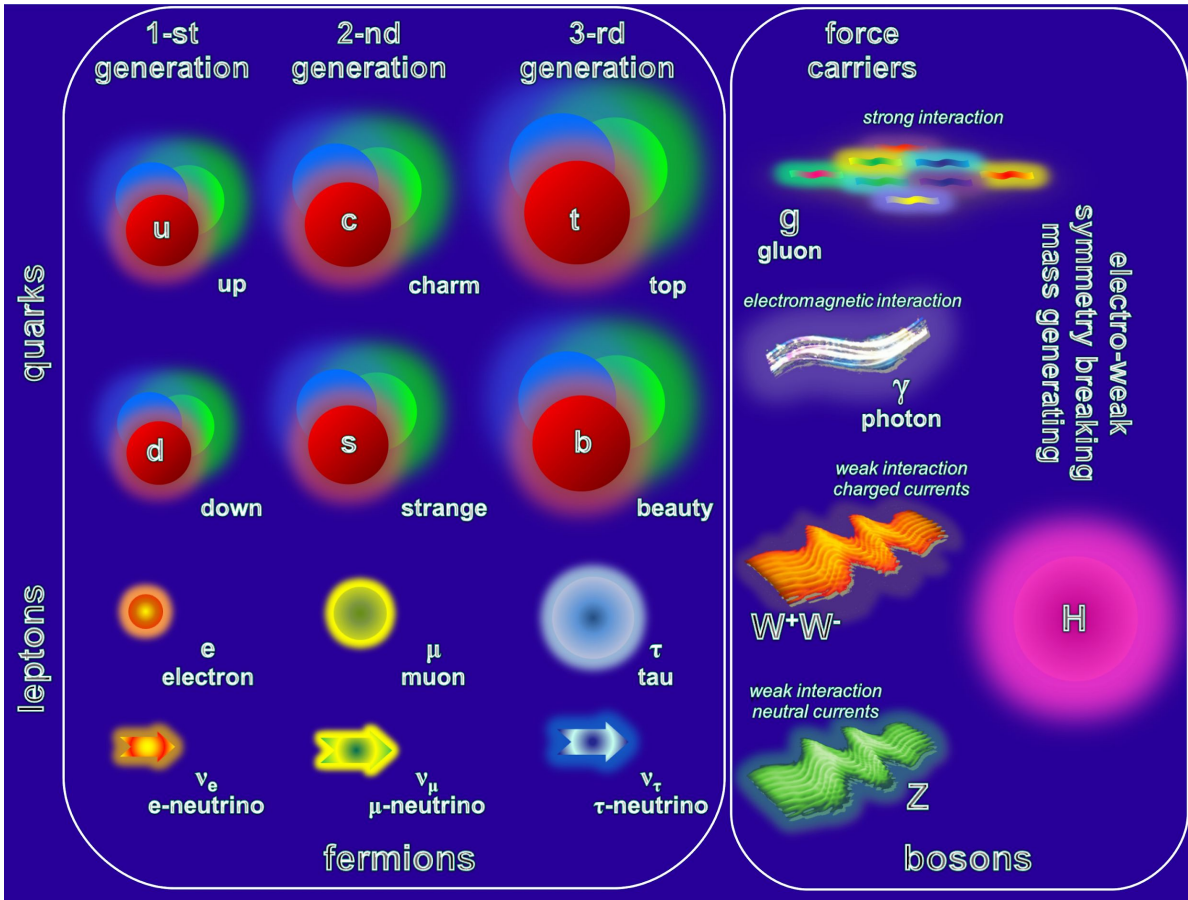 1-st
generation
2-nd
generation
3-rd
generation
quarks
u
up
c
charm
t
top
d
down
s
strange
b
beauty
leptons
e
electron
μ
muon
τ
tau
νe
e-neutrino
νμ
μ-neutrino
ντ
τ-neutrino
fermions
force
carriers
strong interaction
g
gluon
electromagnetic interaction
γ
photon
weak interaction
charged currents
W⁺W⁻
weak interaction
neutral currents
Z
electro-weak
symmetry breaking
mass generating
H
bosons